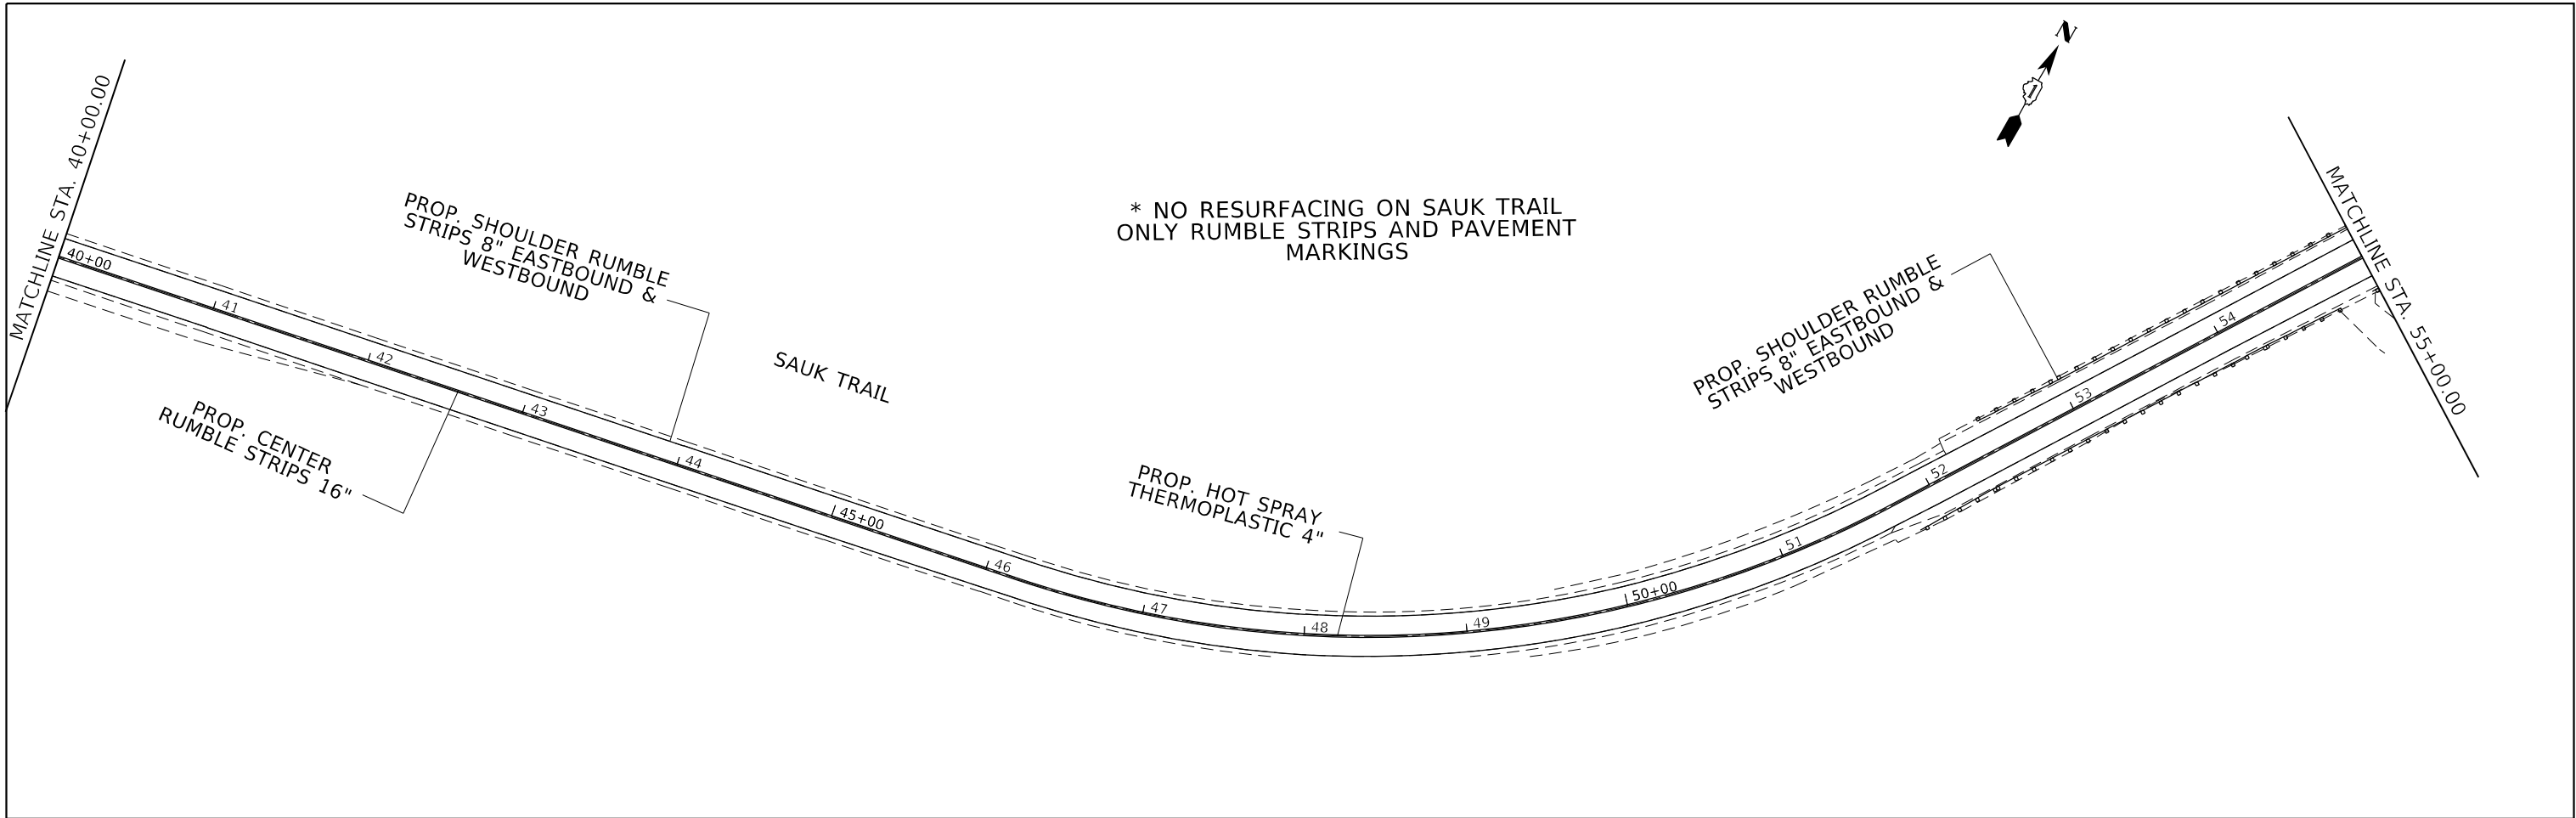 MATCHLINE STA. 40+00.00
PROP. SHOULDER RUMBLE
STRIPS 8" EASTBOUND &
WESTBOUND
* NO RESURFACING ON SAUK TRAIL
ONLY RUMBLE STRIPS AND PAVEMENT
MARKINGS
N
1
MATCHLINE STA. 55+00.00
PROP. SHOULDER RUMBLE
STRIPS 8" EASTBOUND &
WESTBOUND
SAUK TRAIL
PROP. CENTER
RUMBLE STRIPS 16"
PROP. HOT SPRAY
THERMOPLASTIC 4"
40+00
41
42
43
44
45+00
46
47
48
49
50+00
51
52
53
54